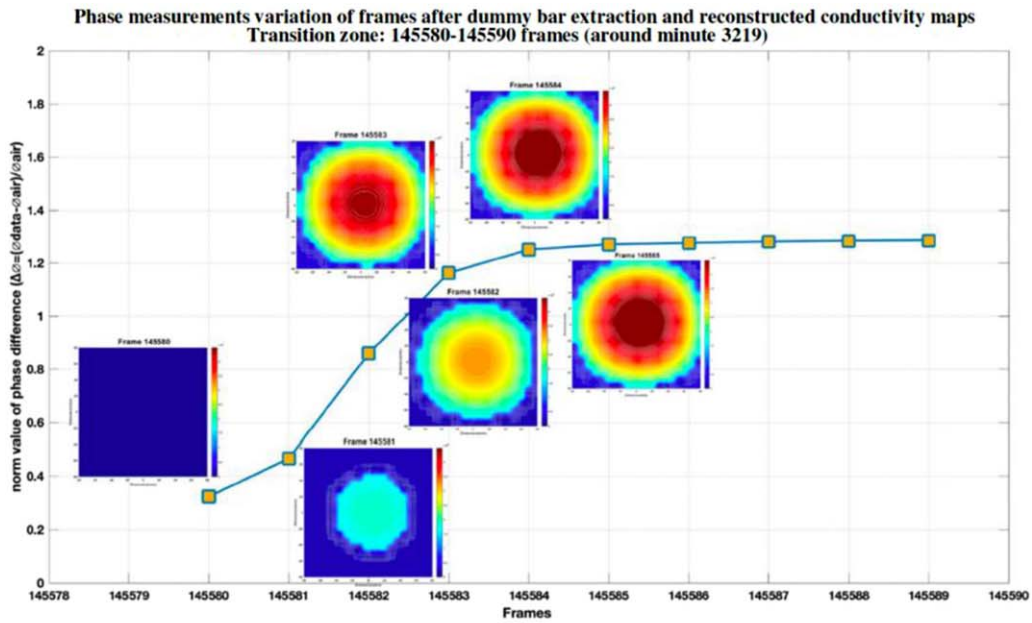 Phase measurements variation of frames after dummy bar extraction and reconstructed conductivity maps
Transition zone: 145580-145590 frames (around minute 3219)
norm value of phase difference (Δ∅=(∅data-∅air)/∅air)
2
1.8
1.6
1.4
1.2
1
0.8
0.6
0.4
0.2
0
Frame 145584
Frame 145583
Frame 145585
Frame 145582
Frame 145580
Frame 145581
145578 145579 145580 145581 145582 145583 145584 145585 145586 145587 145588 145589 145590
Frames